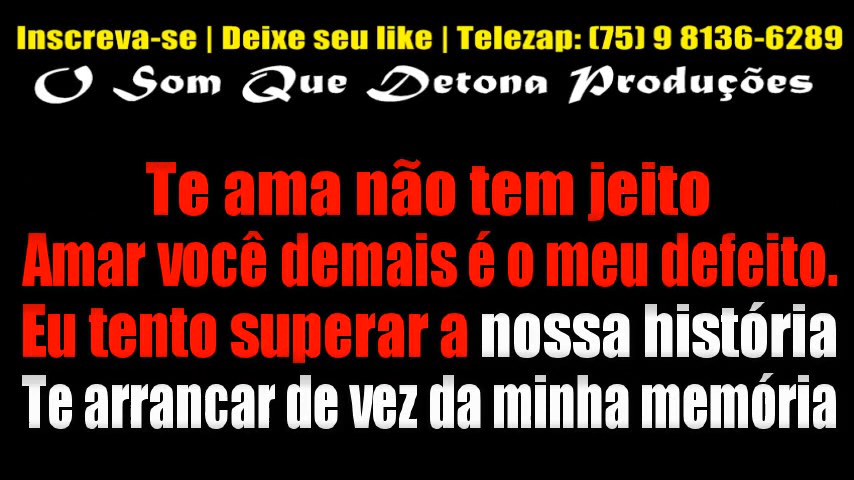 Inscreva-se | Deixe seu like | Telezap: (75) 9 8136-6289
O Som Que Detona Produções
Te ama não tem jeito
Amar você demais é o meu defeito.
Eu tento superar a nossa história
Te arrancar de vez da minha memória